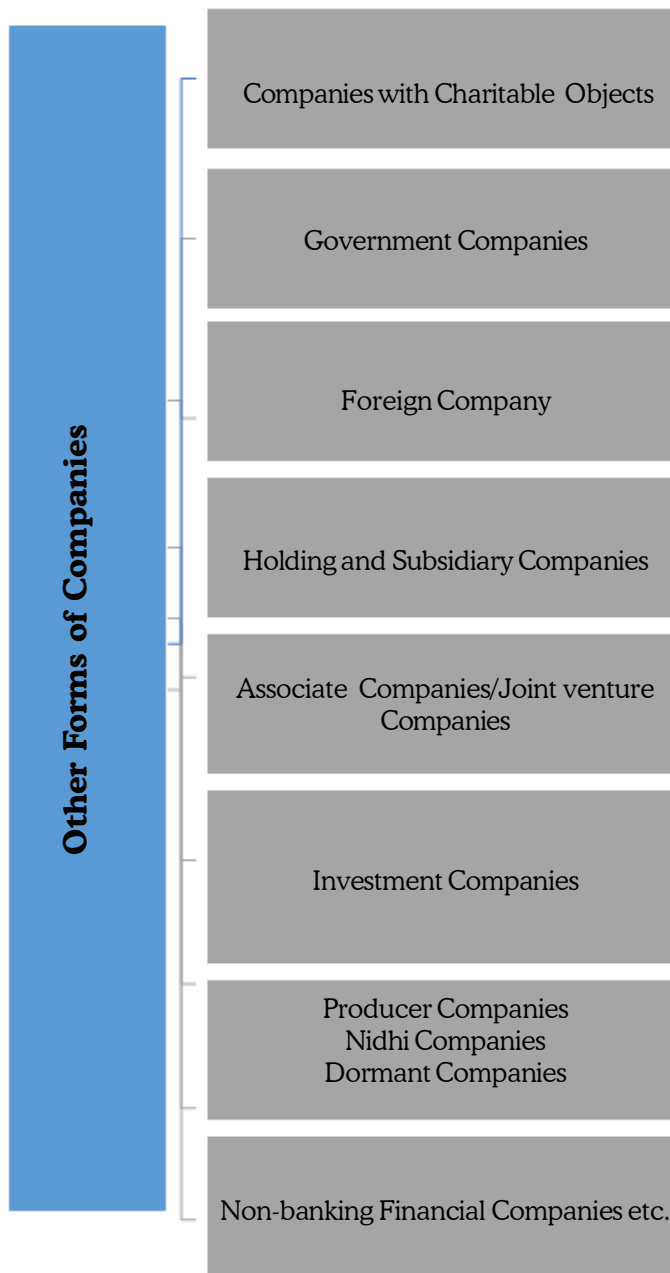 Other Forms of Companies
Companies with Charitable Objects
Government Companies
Foreign Company
Holding and Subsidiary Companies
Associate Companies/Joint venture
Companies
Investment Companies
Producer Companies
Nidhi Companies
Dormant Companies
Non-banking Financial Companies etc.